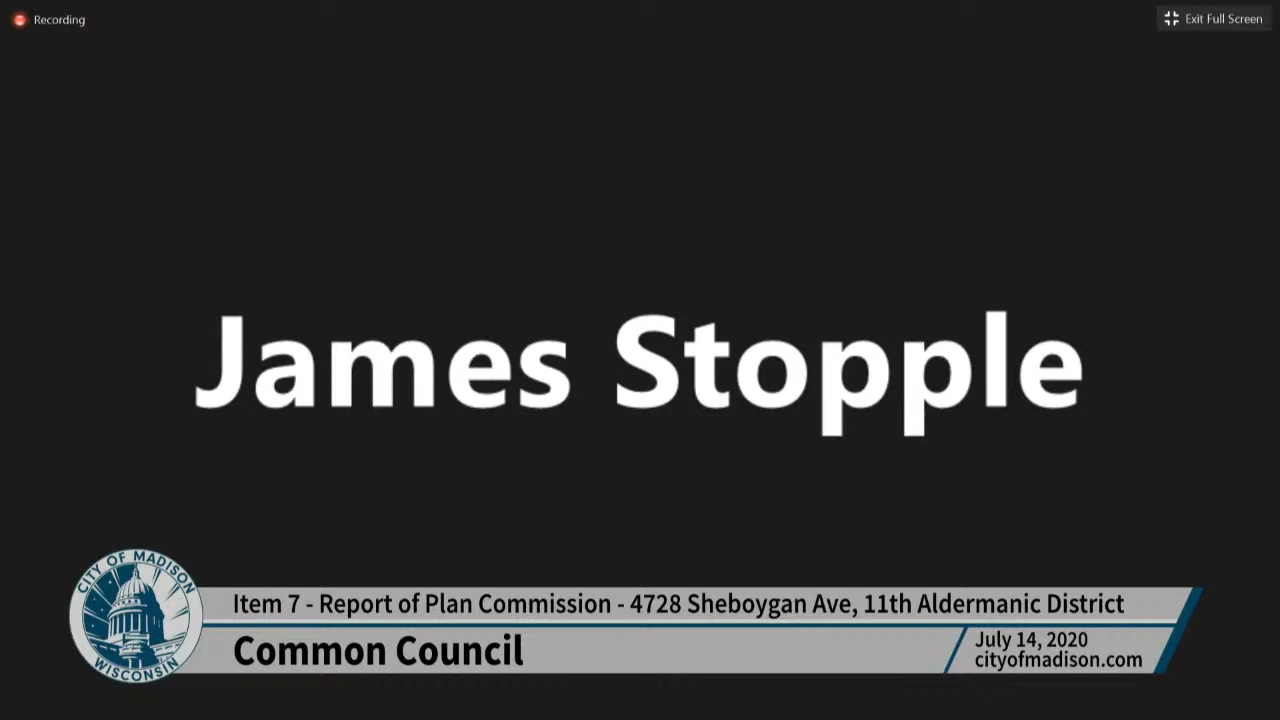 Recording
Exit Full Screen
James Stopple
CITY OF MADISON
WISCONSIN
Item 7 - Report of Plan Commission - 4728 Sheboygan Ave, 11th Aldermanic District
Common Council
July 14, 2020
cityofmadison.com